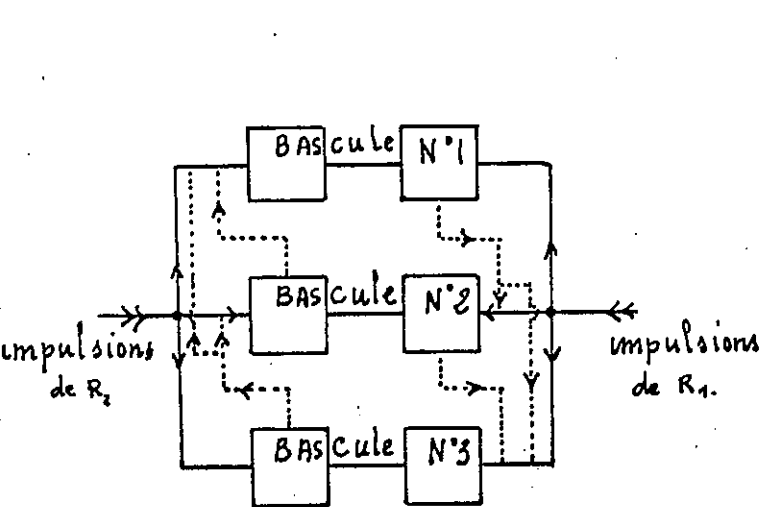 BAScule N°1
BAScule N°2
impulsions de R₂
impulsions de R₁.
BAScule N°3